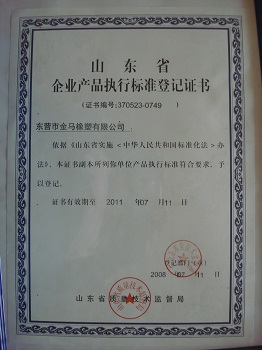 山东省
企业产品执行标准登记证书
(证书编号:370523-0749)
东营市金马橡塑有限公司
依据《山东省实施<中华人民共和国标准化法>办
法》，本证书副本所列你单位产品执行标准符合要求，予
以登记。
证书有效期至 2011 年07 月11日
登记部门(章)
2008 年07 月11日
山东省质量技术监督局